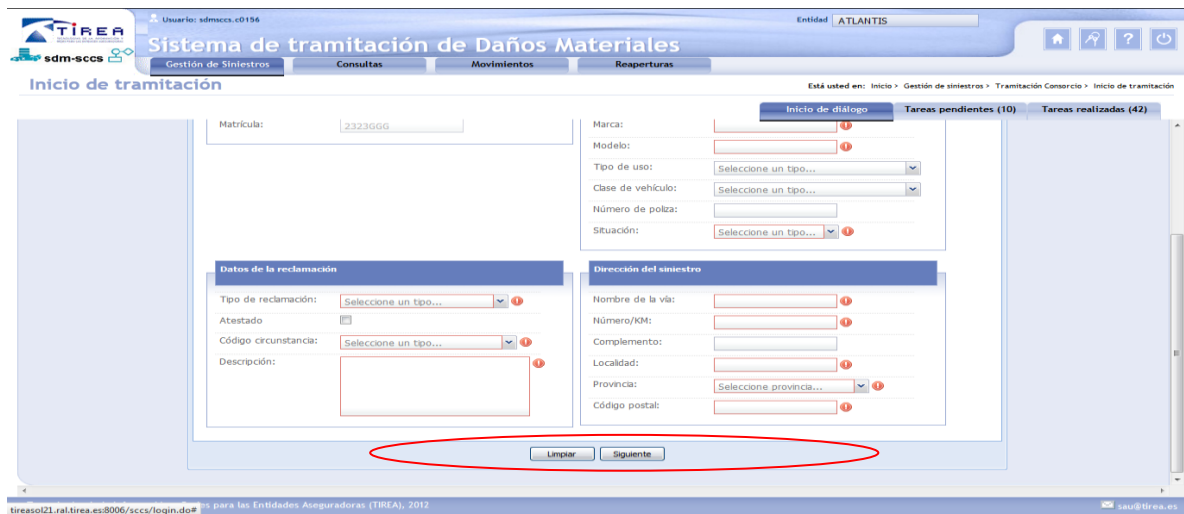 Usuario: sdmsccs.c0156
Entidad ATLANTIS
TIREA
sdm-sccs
Sistema de tramitación de Daños Materiales
Gestión de Siniestros Consultas Movimientos Reaperturas
Inicio de tramitación
Está usted en: Inicio > Gestión de siniestros > Tramitación Consorcio > Inicio de tramitación
Inicio de diálogo Tareas pendientes (10) Tareas realizadas (42)
Matrícula: 2323GGG
Marca:
Modelo:
Tipo de uso: Seleccione un tipo...
Clase de vehículo: Seleccione un tipo...
Número de poliza:
Situación: Seleccione un tipo...
Datos de la reclamación
Tipo de reclamación: Seleccione un tipo...
Atestado
Código circunstancia: Seleccione un tipo...
Descripción:
Dirección del siniestro
Nombre de la vía:
Número/KM:
Complemento:
Localidad:
Provincia: Seleccione provincia...
Código postal:
Limpiar Siguiente
para las Entidades Aseguradoras (TIREA), 2012
sau@tirea.es
tireasol21.ral.tirea.es:8006/sccs/login.do#